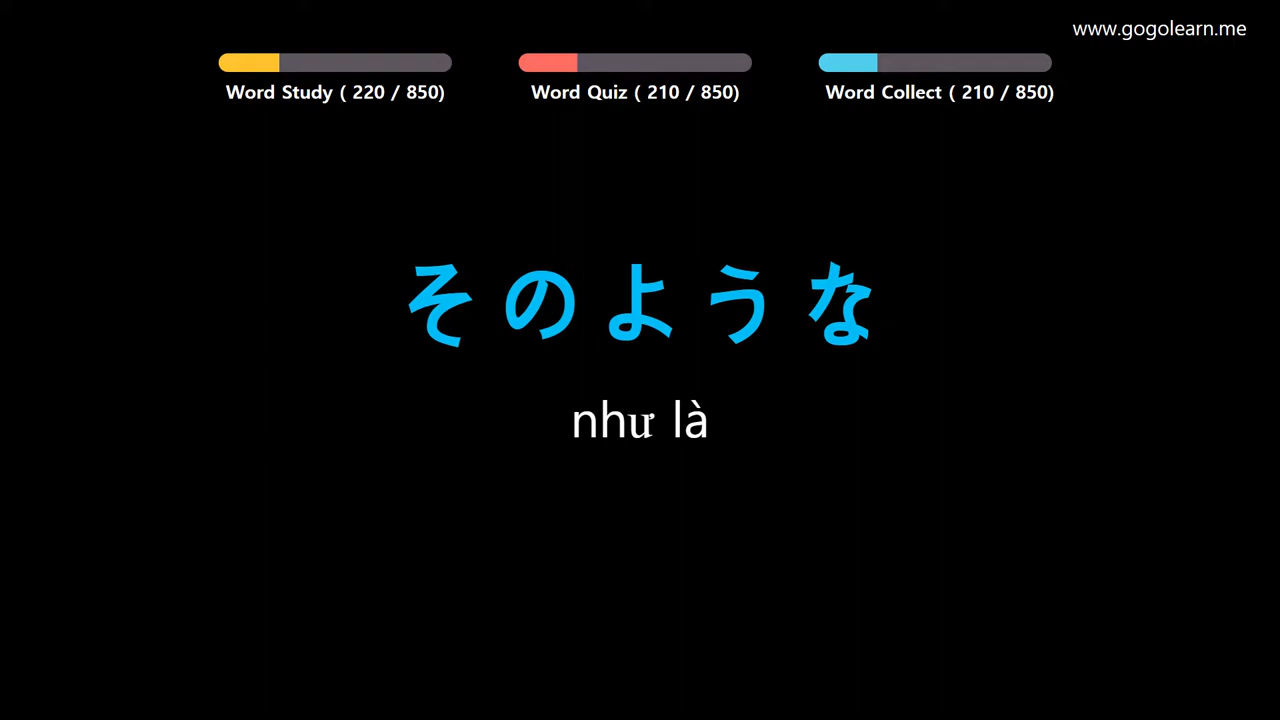 www.gogolearn.me
Word Study ( 220 / 850)
Word Quiz ( 210 / 850)
Word Collect ( 210 / 850)
そのような
như là